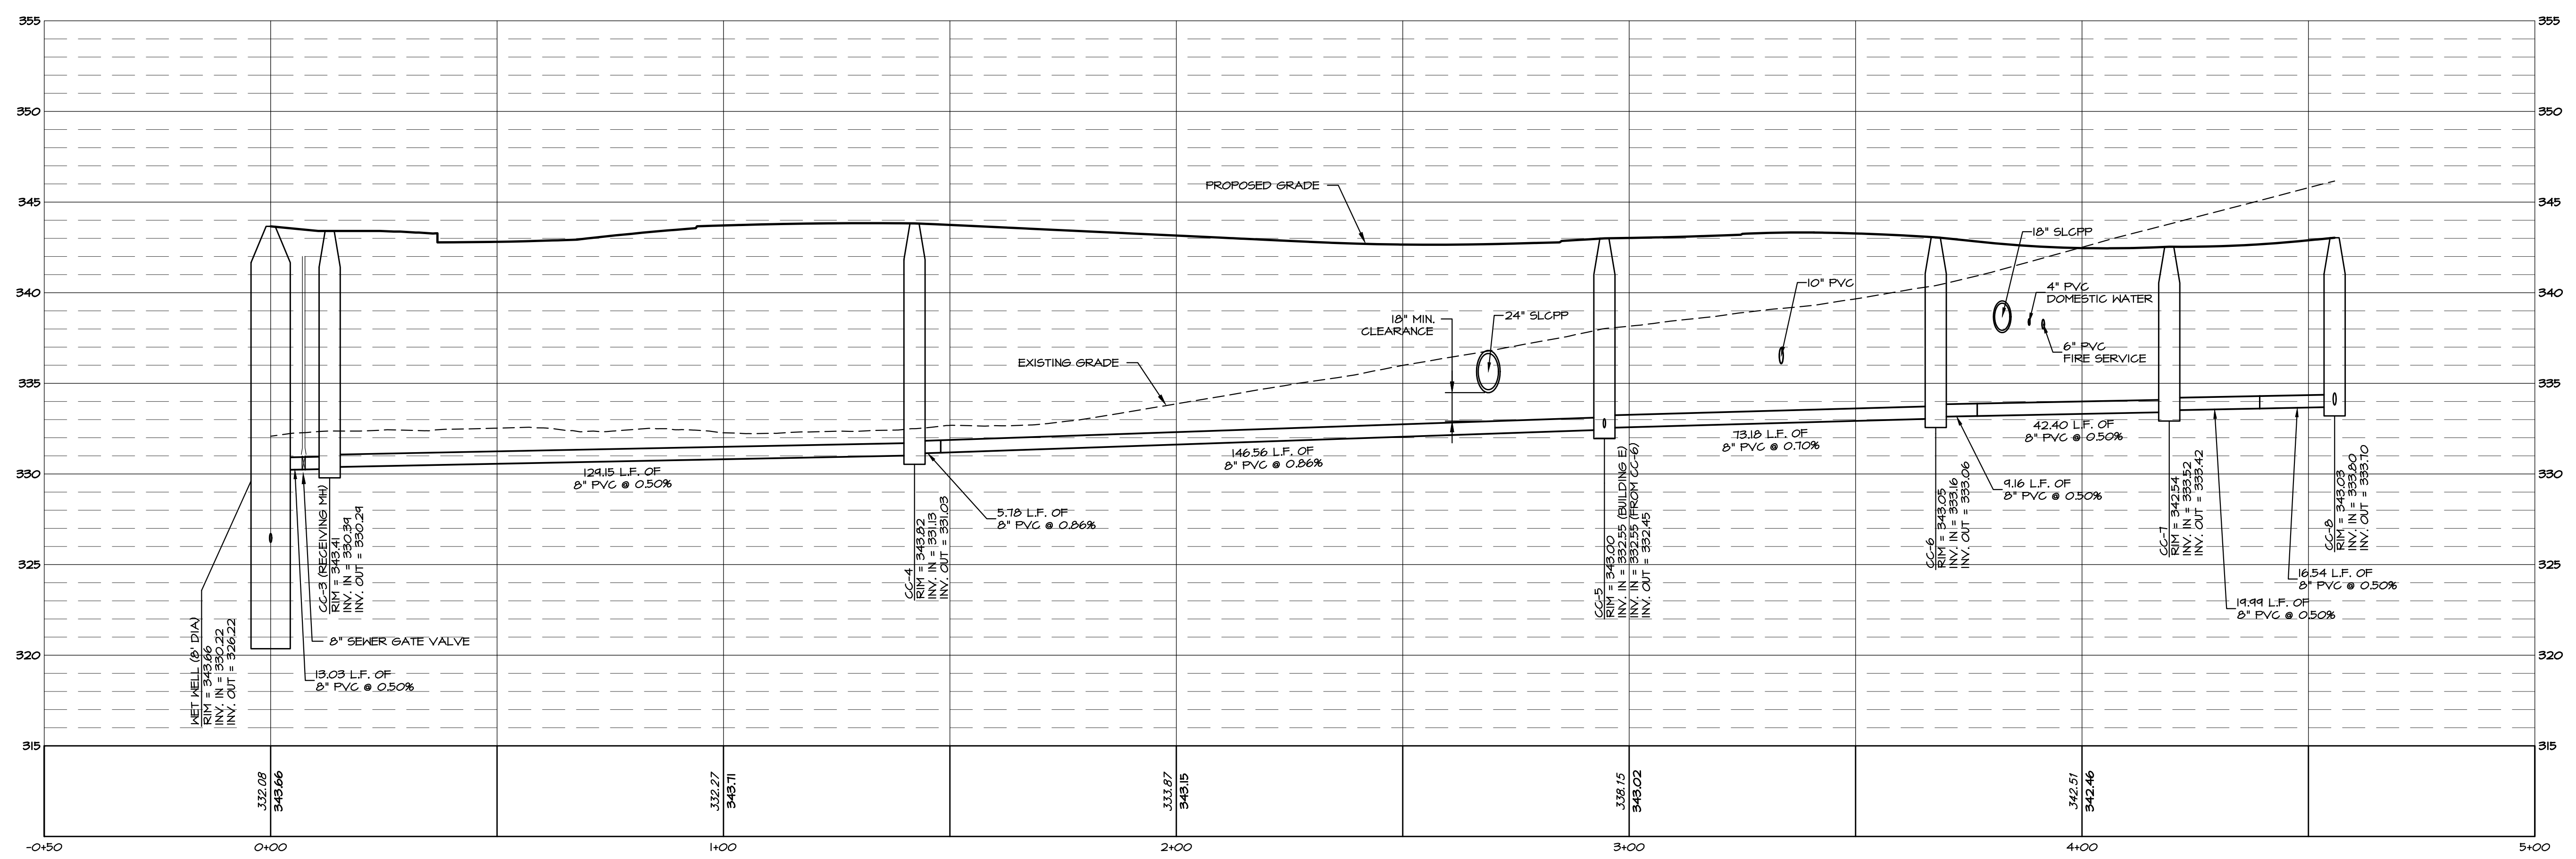 355
355
350
350
345
345
340
340
335
335
330
330
325
325
320
320
315
315
PROPOSED GRADE
EXISTING GRADE
18" MIN.
CLEARANCE
24" SLCPP
10" PVC
18" SLCPP
4" PVC
DOMESTIC WATER
6" PVC
FIRE SERVICE
129.15 L.F. OF
8" PVC @ 0.50%
146.56 L.F. OF
8" PVC @ 0.86%
73.18 L.F. OF
8" PVC @ 0.70%
42.40 L.F. OF
8" PVC @ 0.50%
5.78 L.F. OF
8" PVC @ 0.86%
9.16 L.F. OF
8" PVC @ 0.50%
16.54 L.F. OF
8" PVC @ 0.50%
19.99 L.F. OF
8" PVC @ 0.50%
8" SEWER GATE VALVE
13.03 L.F. OF
8" PVC @ 0.50%
WET WELL (8' DIA)
RIM = 343.66
INV. IN = 330.22
INV. OUT = 326.22
CC-3 (RECEIVING MH)
RIM = 343.41
INV. IN = 330.39
INV. OUT = 330.29
CC-4
RIM = 343.82
INV. IN = 331.13
INV. OUT = 331.03
CC-5
RIM = 343.00
INV. IN = 332.55 (BUILDING E)
INV. IN = 332.55 (FROM CC-6)
INV. OUT = 332.45
CC-6
RIM = 343.05
INV. IN = 333.16
INV. OUT = 333.06
CC-7
RIM = 342.54
INV. IN = 333.52
INV. OUT = 333.42
CC-8
RIM = 343.03
INV. IN = 333.80
INV. OUT = 333.70
332.08
343.66
332.27
343.71
333.87
343.15
338.15
343.02
342.51
342.46
-0+50
0+00
1+00
2+00
3+00
4+00
5+00